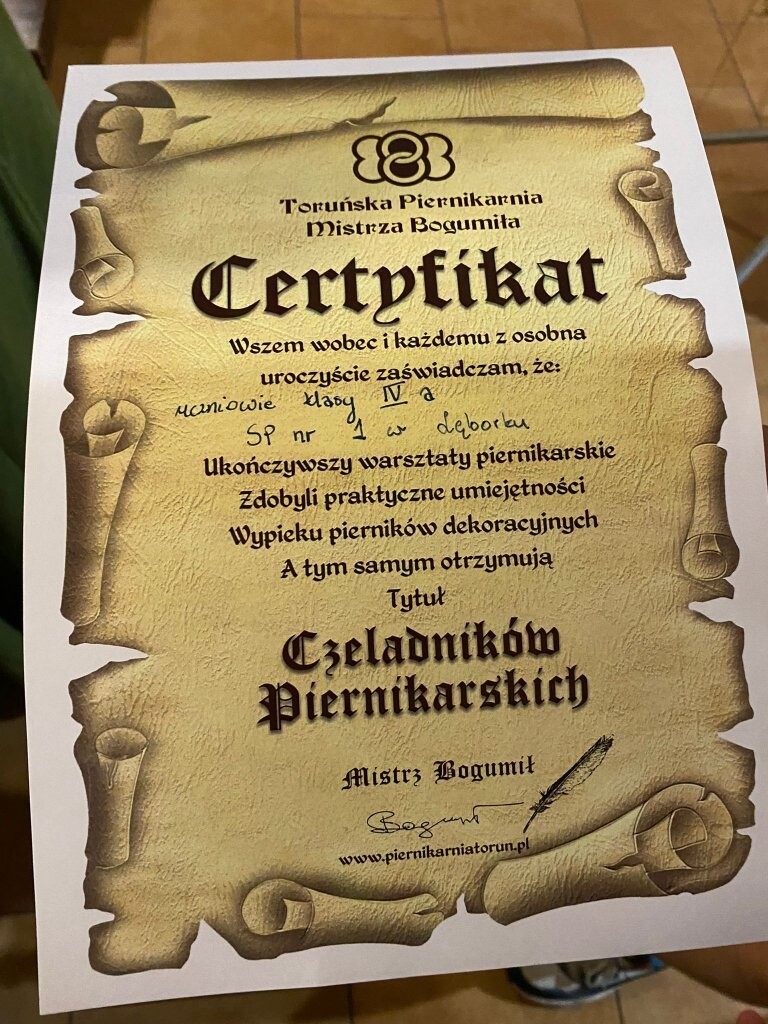 Toruńska Piernikarnia
Mistrza Bogumiła
Certyfikat
Wszem wobec i każdemu z osobna
uroczyście zaświadczam, że:
uczniowie klasy IV a
SP nr 1 w Lęborku
Ukończywszy warsztaty piernikarskie
Zdobyli praktyczne umiejętności
Wypieku pierników dekoracyjnych
A tym samym otrzymują
Tytuł
Czeladników
Piernikarskich
Mistrz Bogumił
Bogumił
www.piernikarniatorun.pl